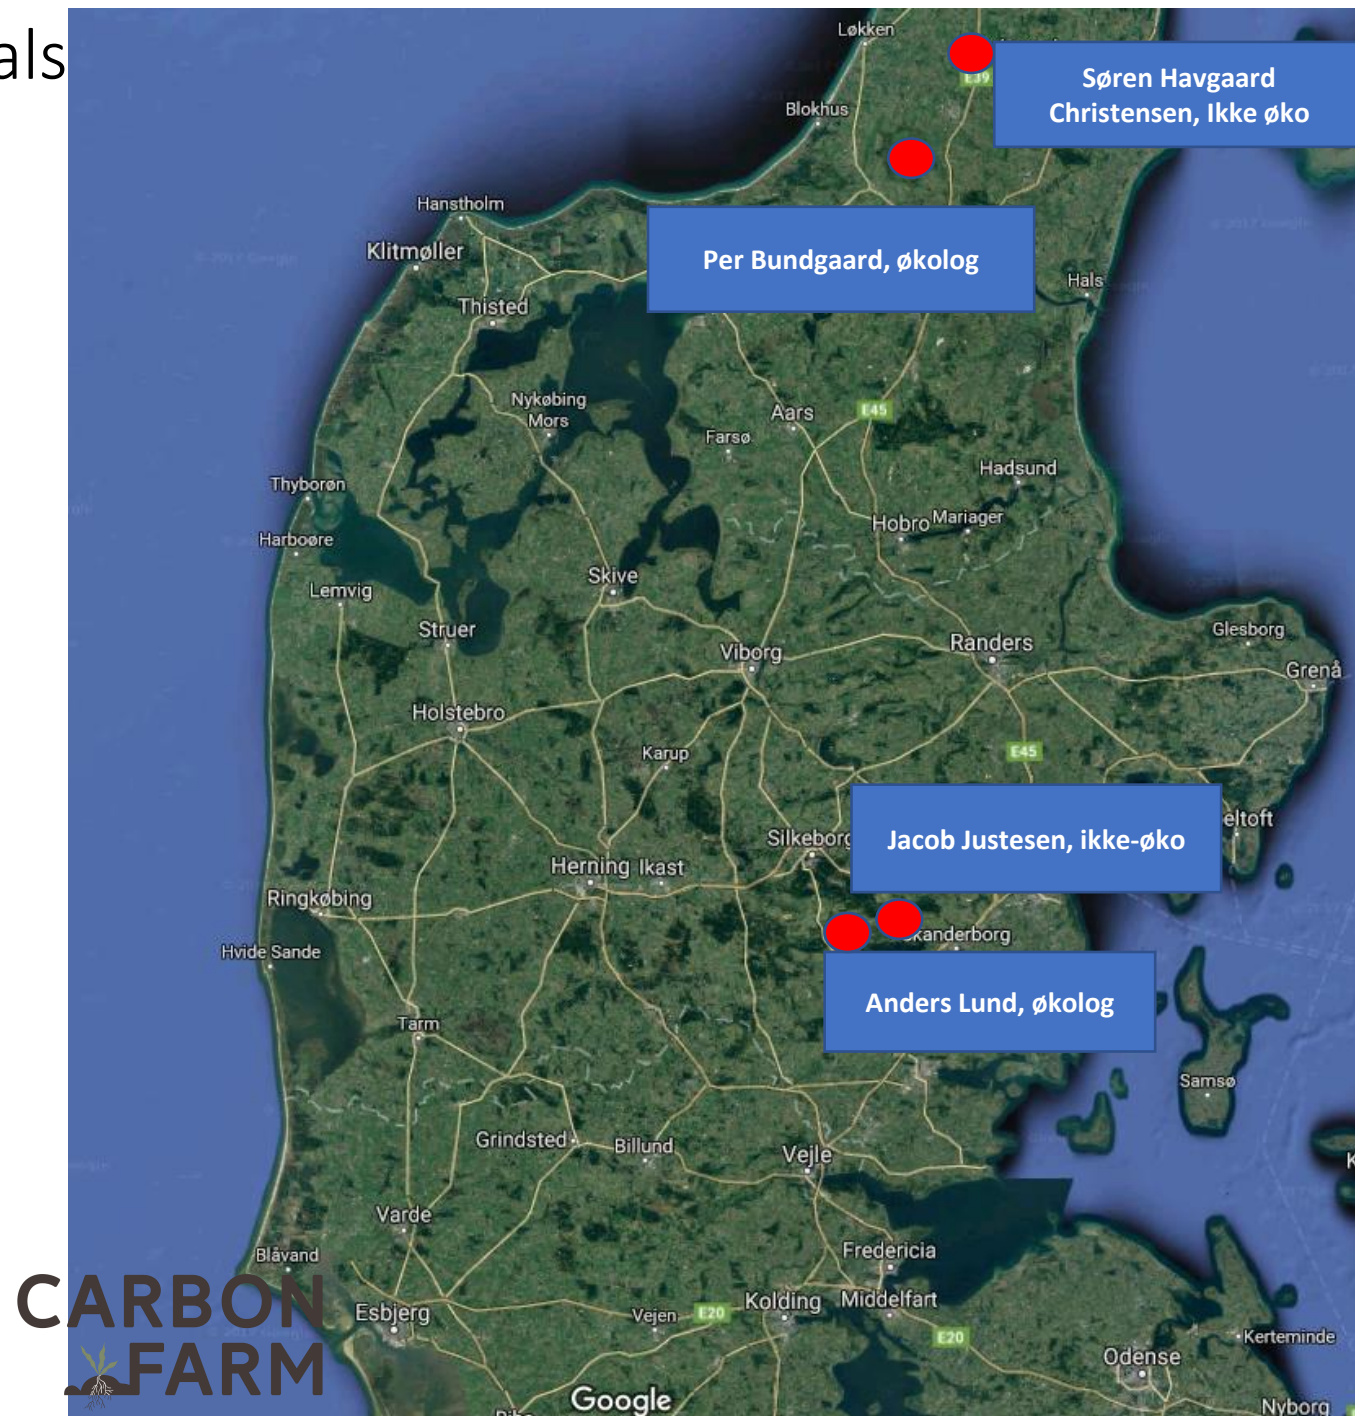 als
Løkken
E39
Søren Havgaard
Christensen, Ikke øko
Blokhus
Hanstholm
Klitmøller
Per Bundgaard, økolog
Hals
Thisted
Nykøbing
Mors
Aars
E45
Farsø
Hadsund
Thyborøn
Hobro
Mariager
Harboøre
Skive
Lemvig
Struer
Glesborg
Viborg
Randers
Grenå
Holstebro
Karup
E45
Silkeborg
Jacob Justesen, ikke-øko
eltoft
Herning
Ikast
Ringkøbing
kanderborg
Hvide Sande
Anders Lund, økolog
Tarm
Samsø
Grindsted
Billund
Vejle
K
Varde
Blåvand
Fredericia
CARBON
FARM
Esbjerg
Vejen
E20
Kolding
Middelfart
E20
Kerteminde
Odense
Google
Nyborg